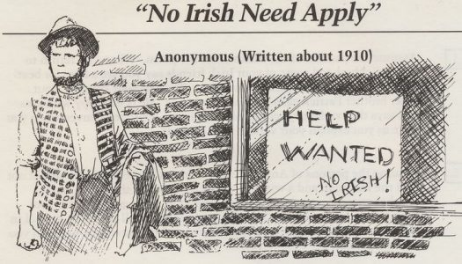 "No Irish Need Apply"
Anonymous (Written about 1910)
HELP
WANTED
NO
IRISH!